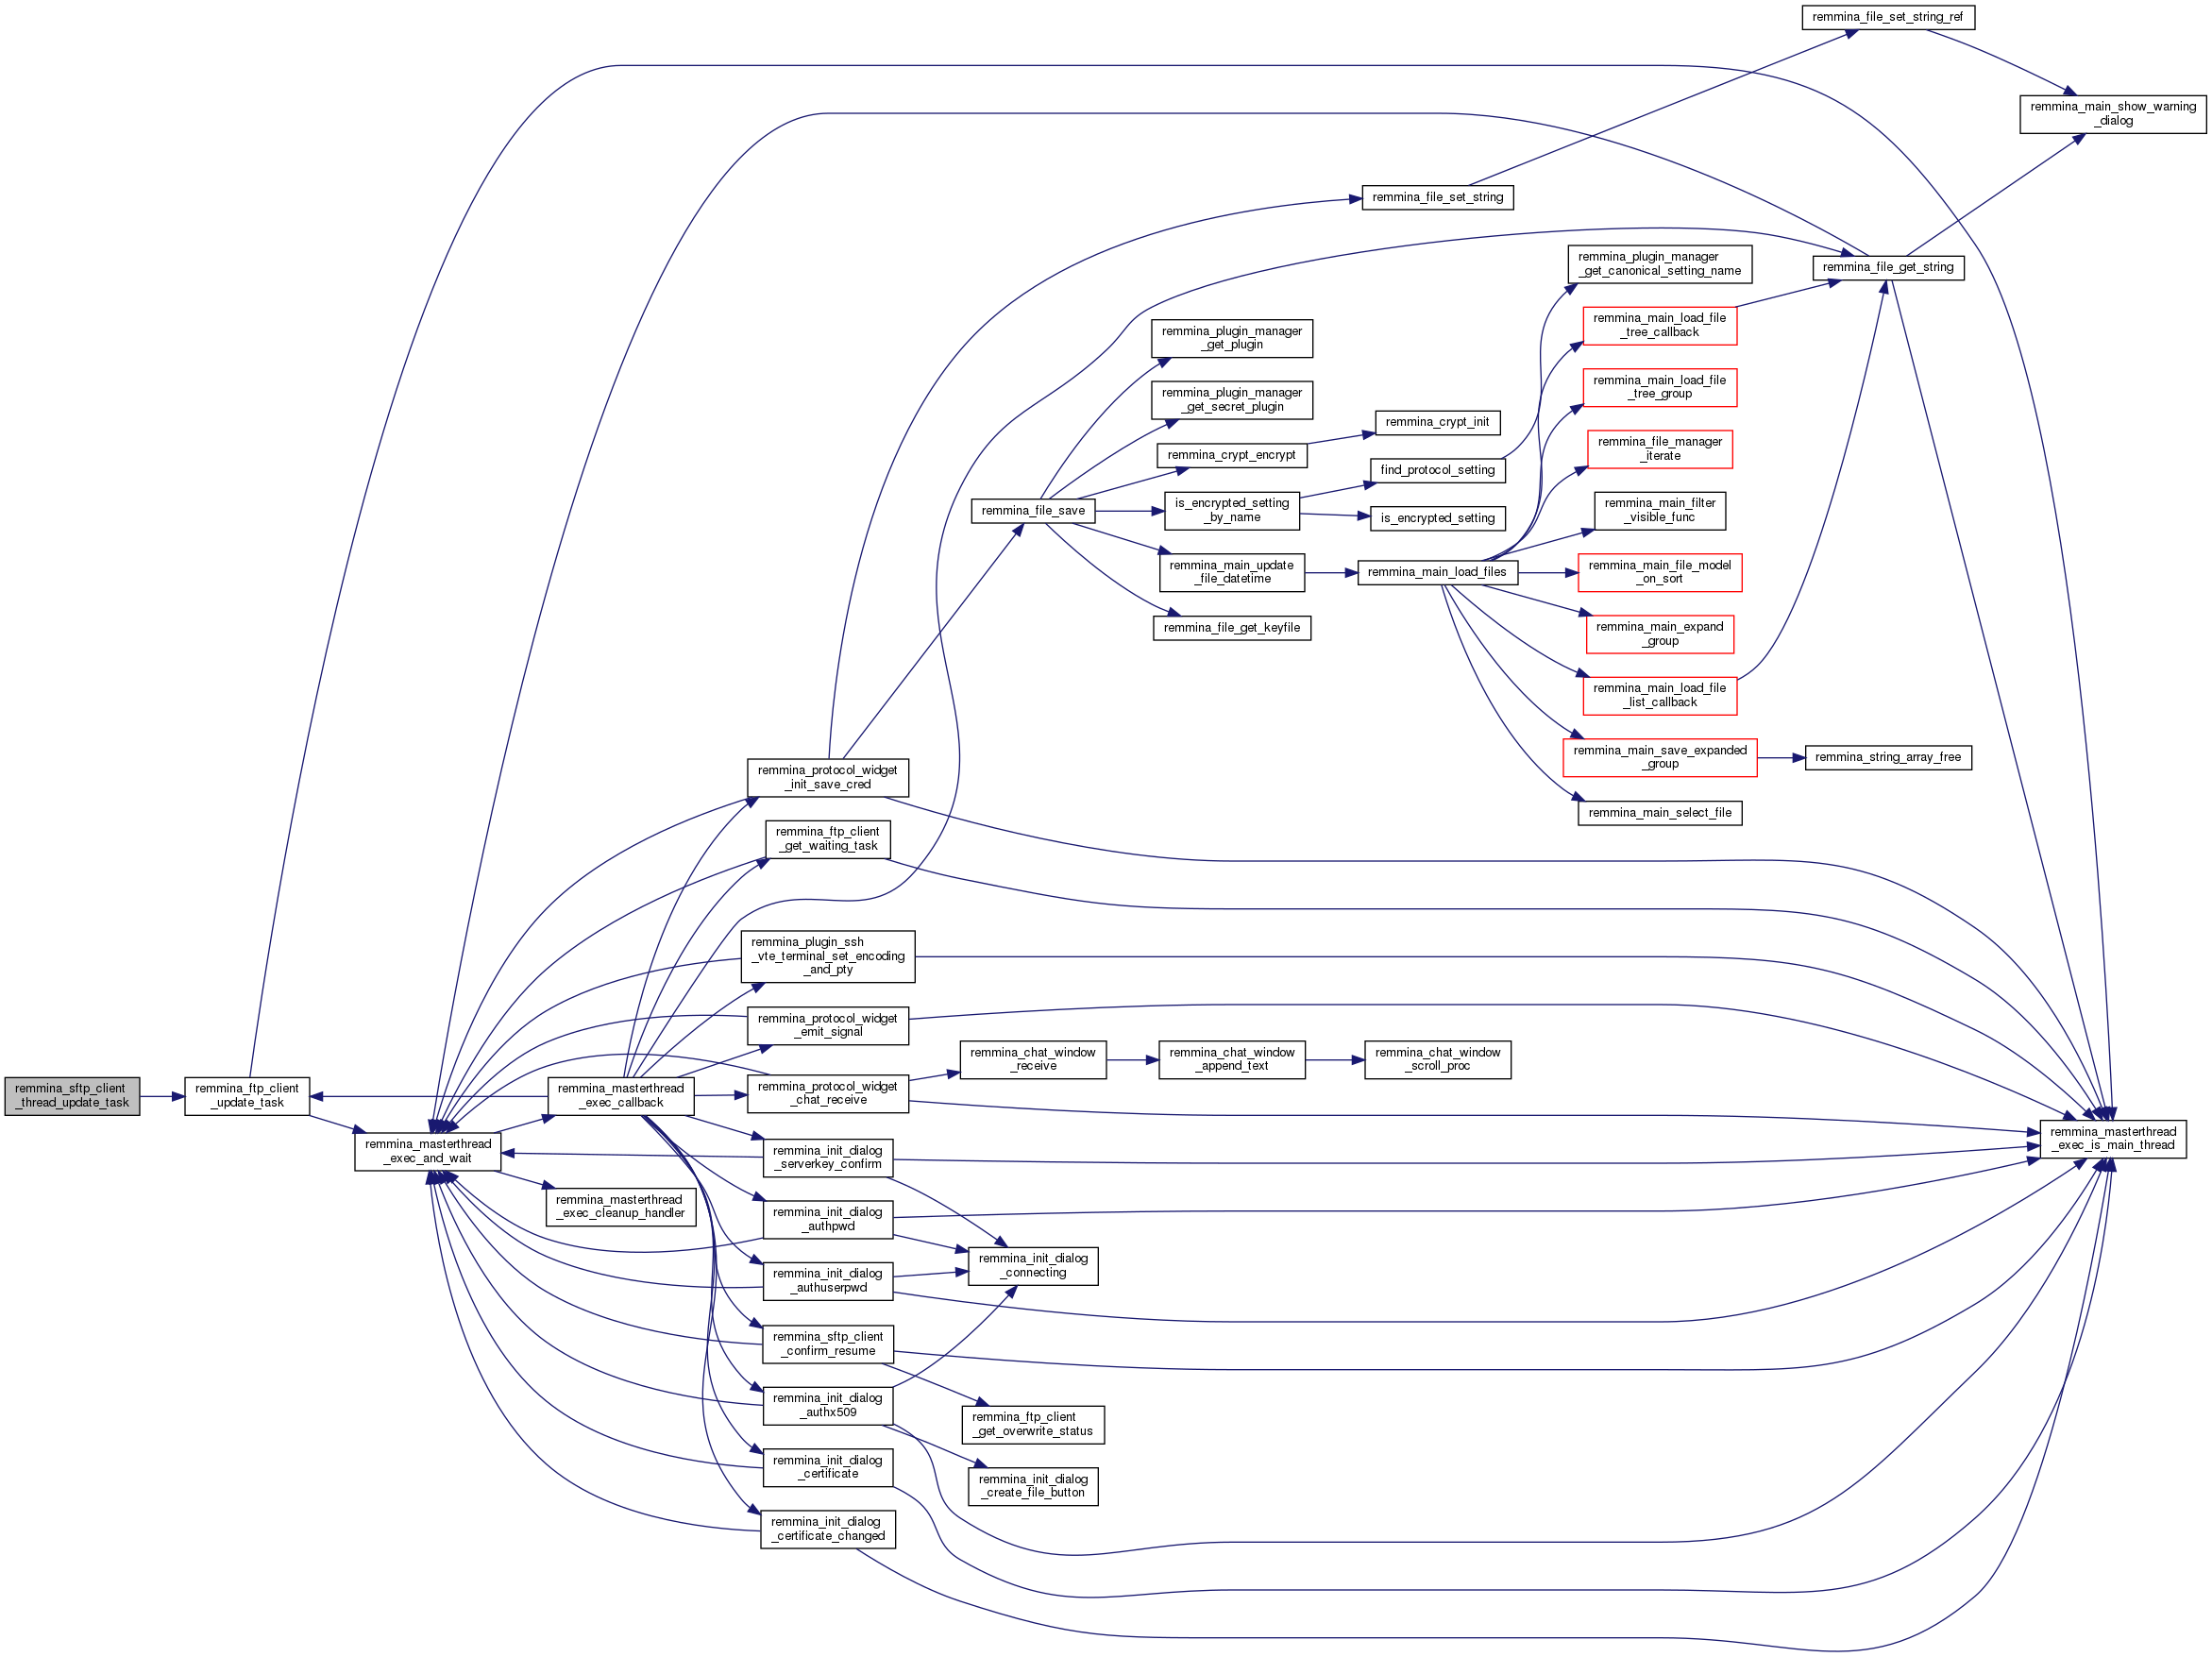 remmina_sftp_client
_thread_update_task
remmina_ftp_client
_update_task
remmina_masterthread
_exec_and_wait
remmina_masterthread
_exec_callback
remmina_masterthread
_exec_cleanup_handler
remmina_protocol_widget
_init_save_cred
remmina_ftp_client
_get_waiting_task
remmina_plugin_ssh
_vte_terminal_set_encoding
_and_pty
remmina_protocol_widget
_emit_signal
remmina_protocol_widget
_chat_receive
remmina_init_dialog
_serverkey_confirm
remmina_init_dialog
_authpwd
remmina_init_dialog
_authuserpwd
remmina_sftp_client
_confirm_resume
remmina_init_dialog
_authx509
remmina_init_dialog
_certificate
remmina_init_dialog
_certificate_changed
remmina_file_save
remmina_chat_window
_receive
remmina_init_dialog
_connecting
remmina_ftp_client
_get_overwrite_status
remmina_init_dialog
_create_file_button
remmina_plugin_manager
_get_plugin
remmina_plugin_manager
_get_secret_plugin
remmina_crypt_encrypt
is_encrypted_setting
_by_name
remmina_main_update
_file_datetime
remmina_file_get_keyfile
remmina_chat_window
_append_text
remmina_file_set_string
remmina_crypt_init
find_protocol_setting
is_encrypted_setting
remmina_main_load_files
remmina_chat_window
_scroll_proc
remmina_plugin_manager
_get_canonical_setting_name
remmina_main_load_file
_tree_callback
remmina_main_load_file
_tree_group
remmina_file_manager
_iterate
remmina_main_filter
_visible_func
remmina_main_file_model
_on_sort
remmina_main_expand
_group
remmina_main_load_file
_list_callback
remmina_main_save_expanded
_group
remmina_main_select_file
remmina_file_set_string_ref
remmina_file_get_string
remmina_string_array_free
remmina_main_show_warning
_dialog
remmina_masterthread
_exec_is_main_thread